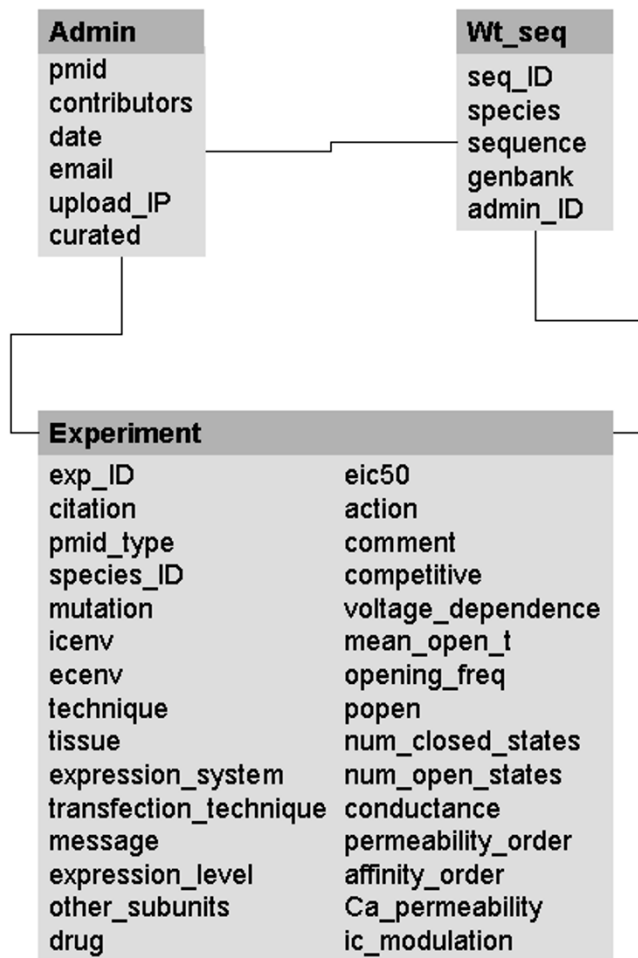 Admin
pmid
contributors
date
email
upload_IP
curated
Wt_seq
seq_ID
species
sequence
genbank
admin_ID
Experiment
exp_ID
citation
pmid_type
species_ID
mutation
icenv
ecenv
technique
tissue
expression_system
transfection_technique
message
expression_level
other_subunits
drug
eic50
action
comment
competitive
voltage_dependence
mean_open_t
opening_freq
popen
num_closed_states
num_open_states
conductance
permeability_order
affinity_order
Ca_permeability
ic_modulation